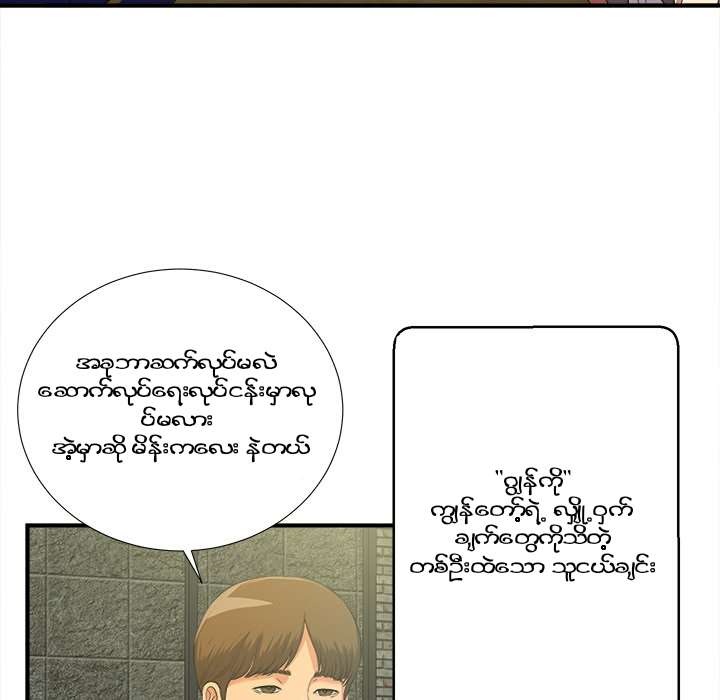 အခုဘာဆက်လုပ်မလဲ
ဆောက်လုပ်ရေးလုပ်ငန်းမှာလု
ပ်မလား
အဲ့မှာဆို မိန်းကလေး နဲတယ်
"ဂျွန်ကို"
ကျွန်တော့်ရဲ့ လျှို့ဝှက်
ချက်တွေကိုသိတဲ့
တစ်ဦးထဲသော သူငယ်ချင်း